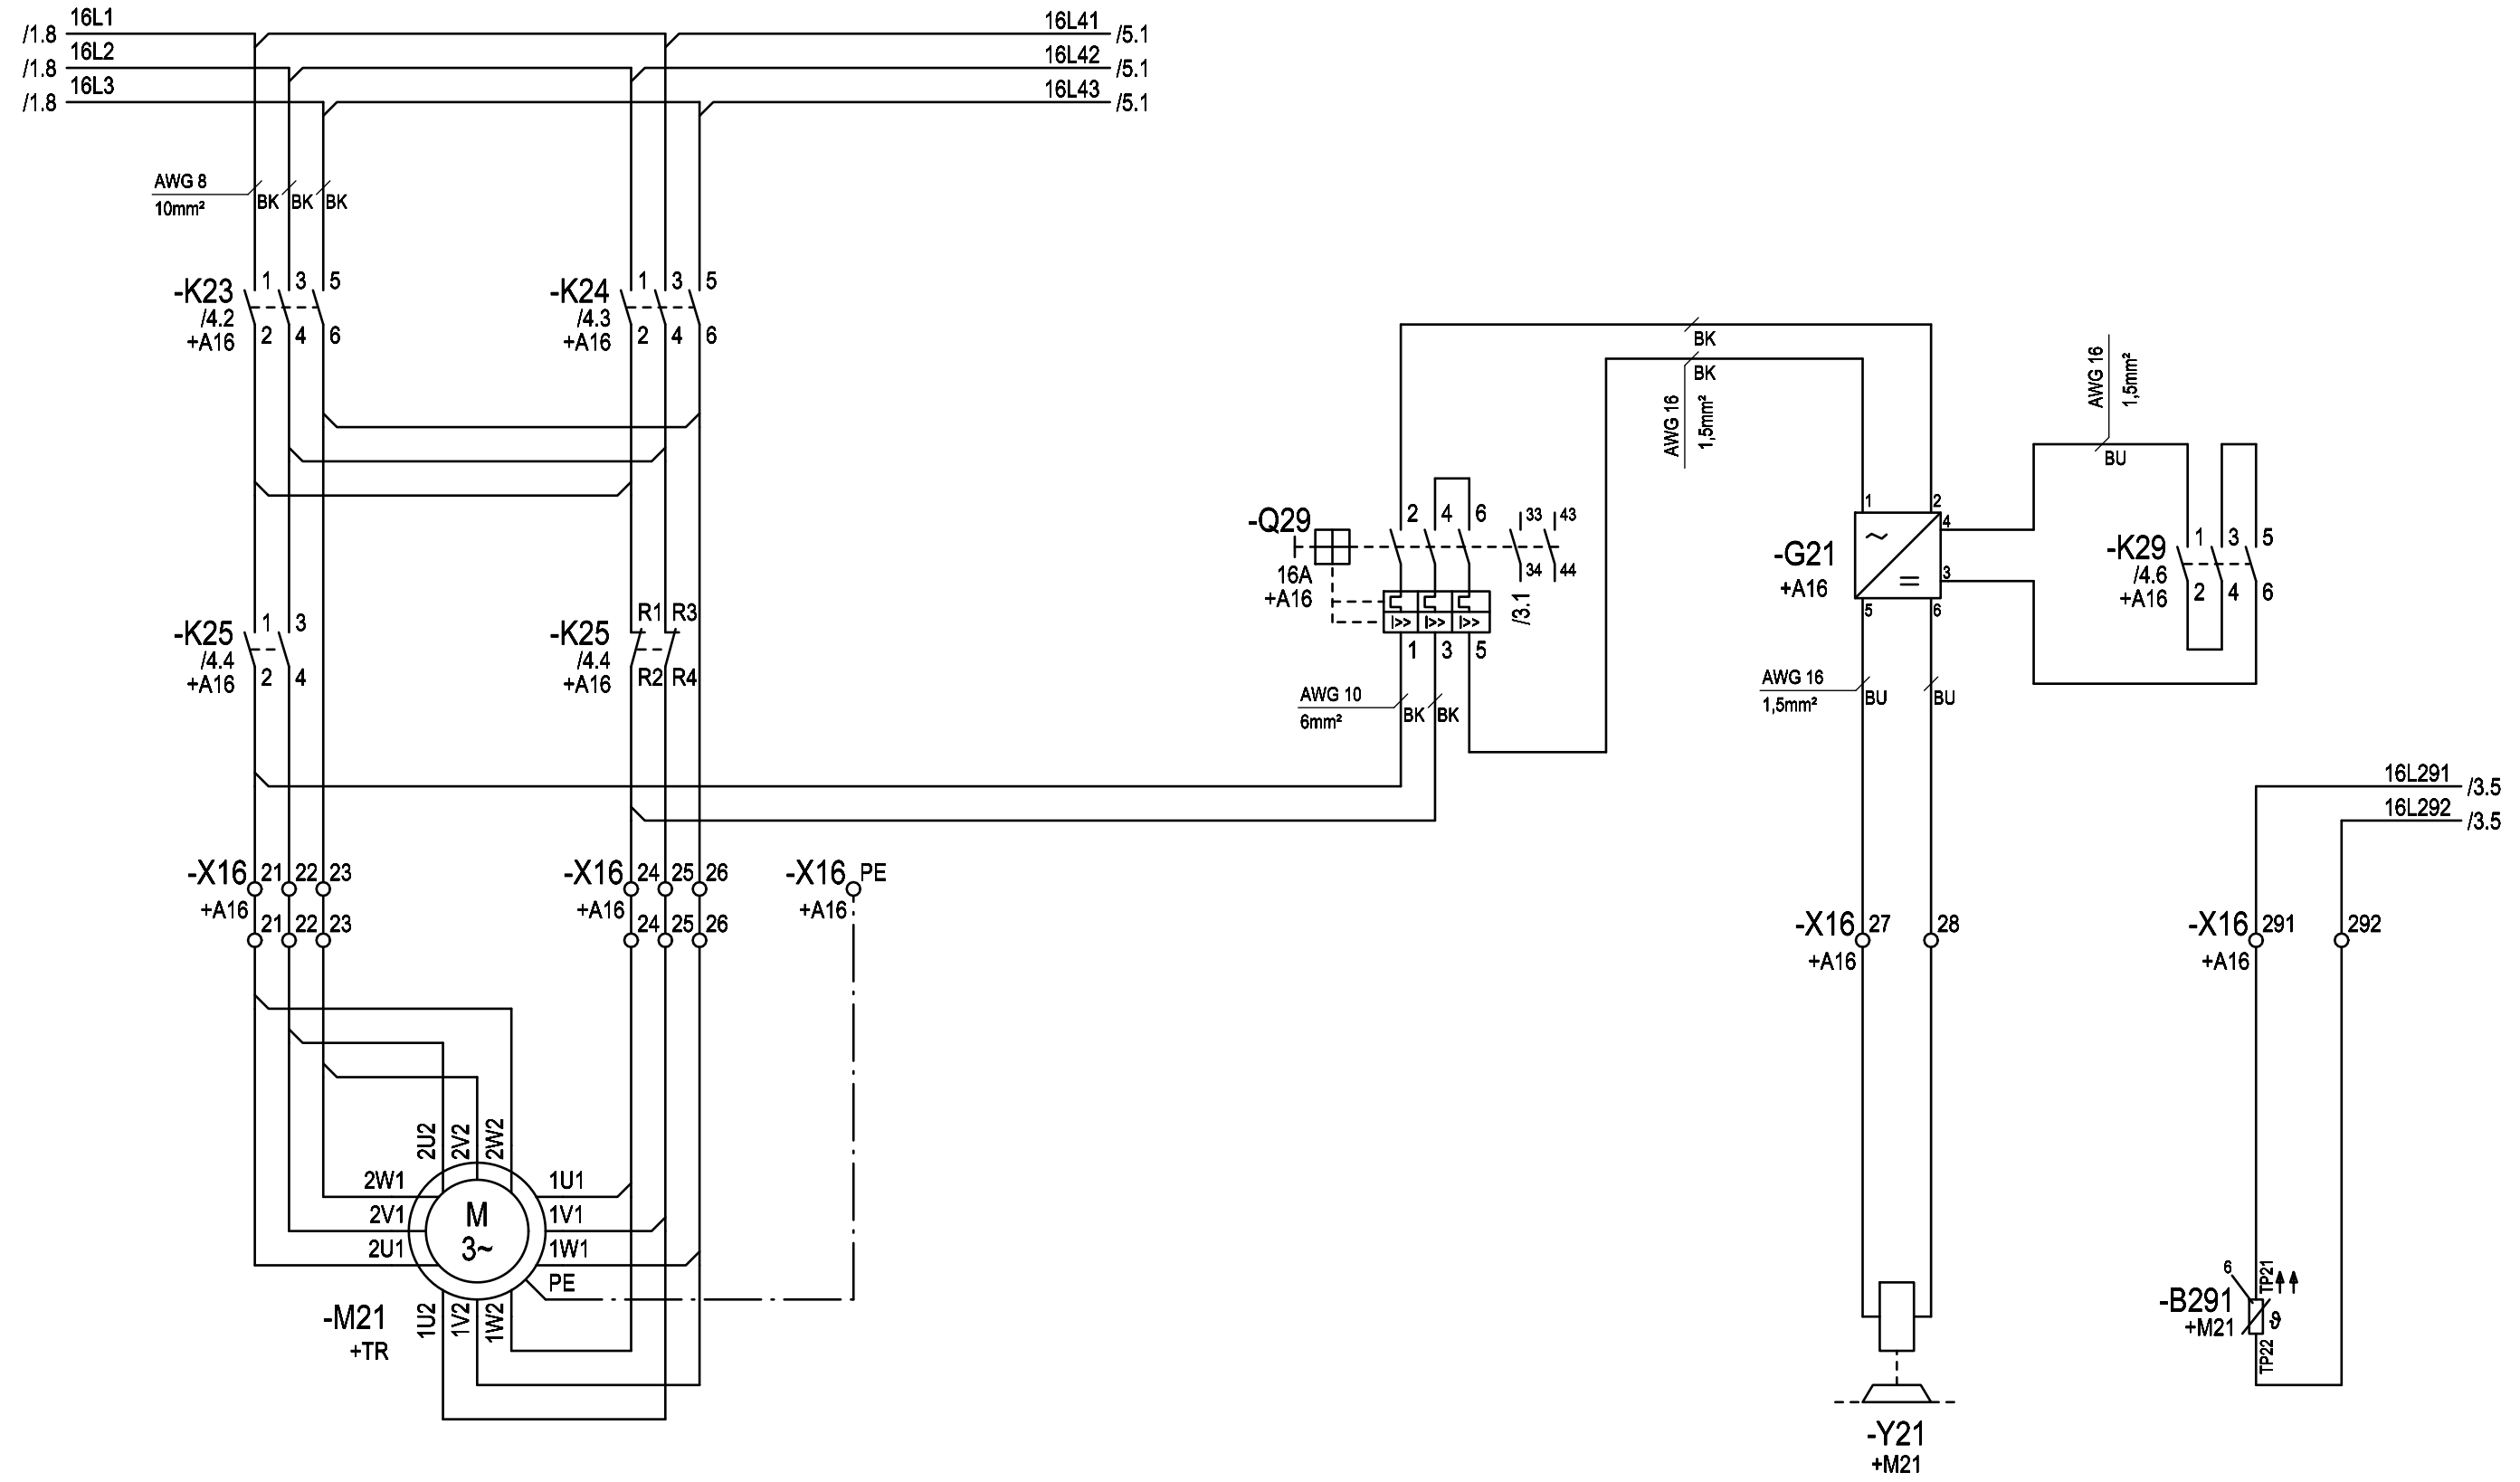 16L1
/1.8
16L2
/1.8
16L3
/1.8
16L41
/5.1
16L42
/5.1
16L43
/5.1
AWG 8
10mm²
BK BK BK
-K23
/4.2
+A16
1 3 5
2 4 6
-K24
/4.3
+A16
1 3 5
2 4 6
-K25
/4.4
+A16
1 3
2 4
-K25
/4.4
+A16
R1 R3
R2 R4
BK
BK
AWG 16
1,5mm²
-Q29
16A
+A16
2 4 6
33 43
34 44
I>> I>> I>>
/3.1
1 3 5
AWG 10
6mm²
BK BK
-G21
+A16
1 2
4
3
5 6
~
=
AWG 16
1,5mm²
BU
-K29
/4.6
+A16
1 3 5
2 4 6
AWG 16
1,5mm²
BU BU
16L291
/3.5
16L292
/3.5
-X16
+A16
21 22 23
21 22 23
-X16
+A16
24 25 26
24 25 26
-X16
+A16
PE
-X16
+A16
27 28
-X16
+A16
291 292
2U2 2V2 2W2
2W1
2V1
2U1
M
3~
1U1
1V1
1W1
PE
1U2 1V2 1W2
-M21
+TR
-Y21
+M21
6
TP21
-B291
+M21
ϑ
TP22